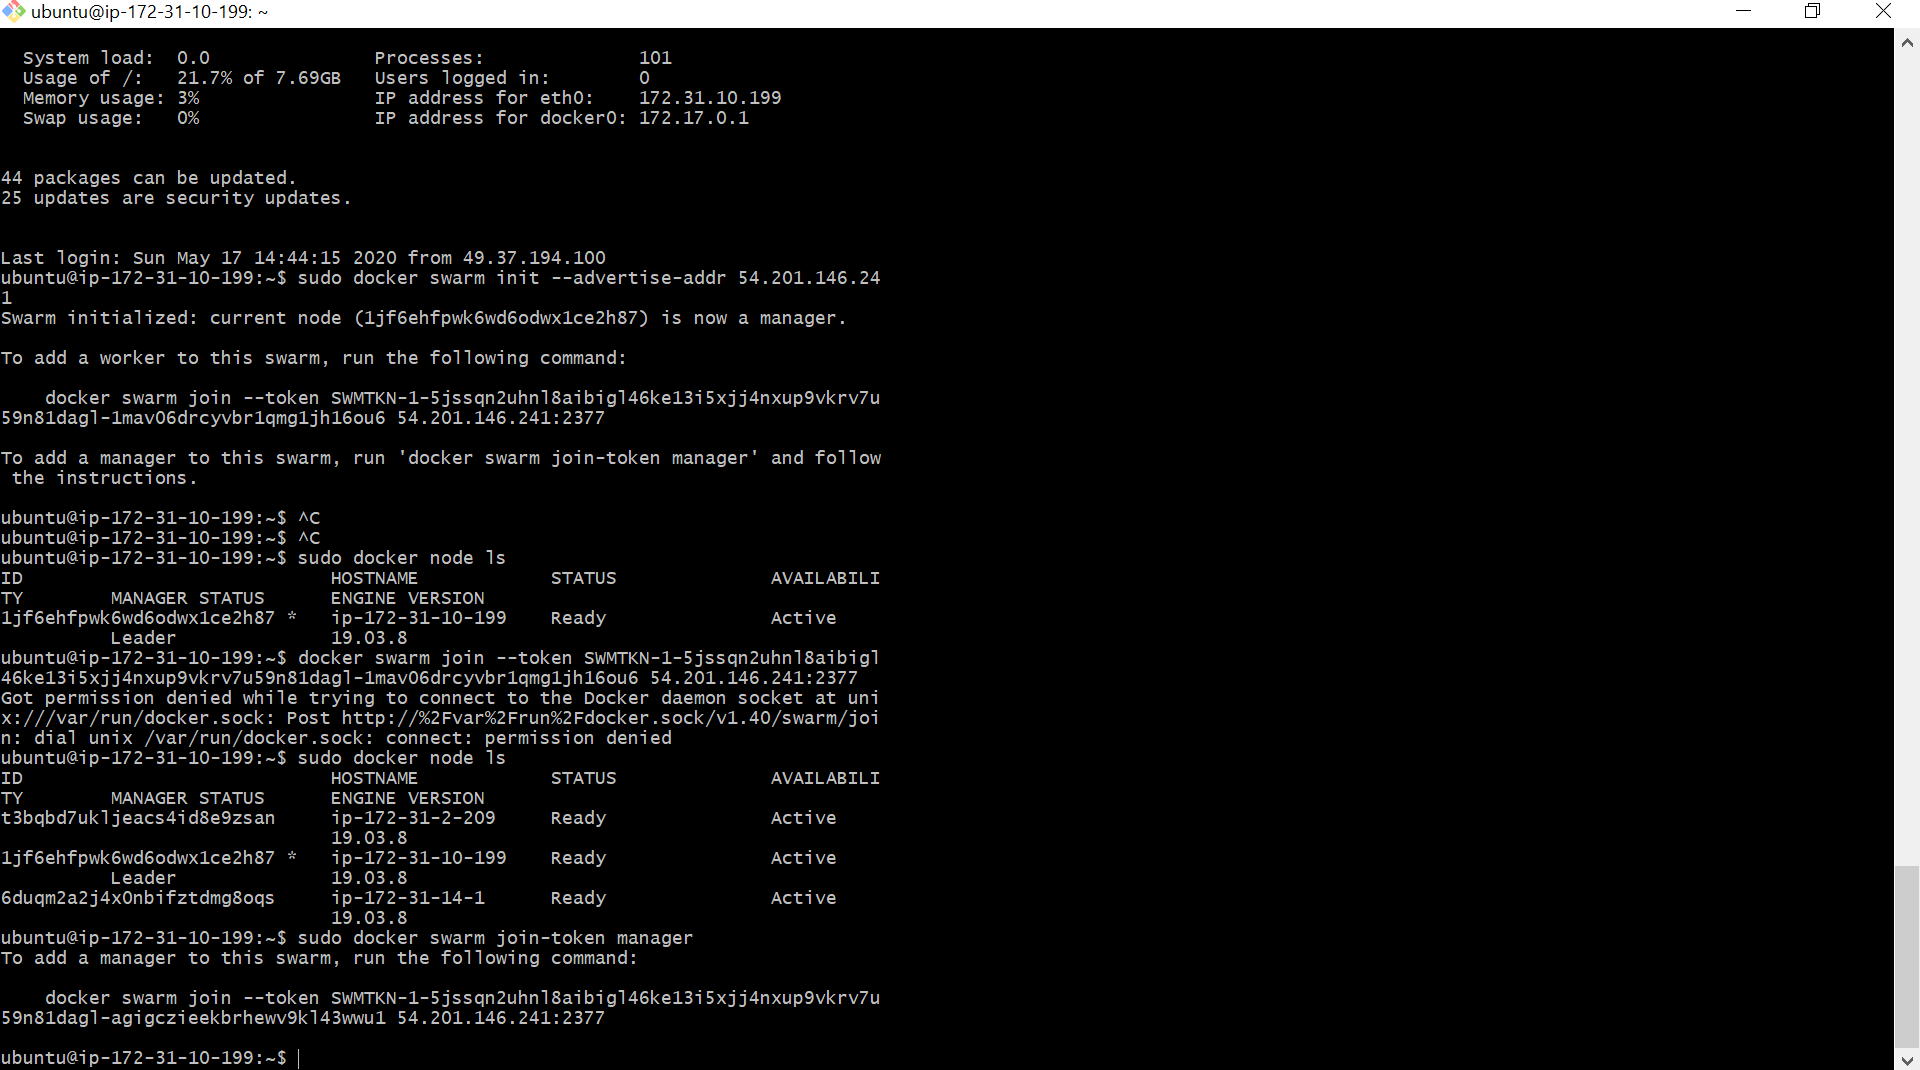 ubuntu@ip-172-31-10-199: ~
System load:  0.0               Processes:              101
Usage of /:   21.7% of 7.69GB   Users logged in:        0
Memory usage: 3%                IP address for eth0:    172.31.10.199
Swap usage:   0%                IP address for docker0: 172.17.0.1
44 packages can be updated.
25 updates are security updates.
Last login: Sun May 17 14:44:15 2020 from 49.37.194.100
ubuntu@ip-172-31-10-199:~$ sudo docker swarm init --advertise-addr 54.201.146.24
1
Swarm initialized: current node (1jf6ehfpwk6wd6odwx1ce2h87) is now a manager.
To add a worker to this swarm, run the following command:
docker swarm join --token SWMTKN-1-5jssqn2uhnl8aibigl46ke13i5xjj4nxup9vkrv7u
59n81dagl-1mav06drcyvbr1qmg1jh16ou6 54.201.146.241:2377
To add a manager to this swarm, run 'docker swarm join-token manager' and follow
the instructions.
ubuntu@ip-172-31-10-199:~$ ^C
ubuntu@ip-172-31-10-199:~$ ^C
ubuntu@ip-172-31-10-199:~$ sudo docker node ls
ID                            HOSTNAME            STATUS              AVAILABILI
TY        MANAGER STATUS      ENGINE VERSION
1jf6ehfpwk6wd6odwx1ce2h87 *   ip-172-31-10-199    Ready               Active
Leader              19.03.8
ubuntu@ip-172-31-10-199:~$ docker swarm join --token SWMTKN-1-5jssqn2uhnl8aibigl
46ke13i5xjj4nxup9vkrv7u59n81dagl-1mav06drcyvbr1qmg1jh16ou6 54.201.146.241:2377
Got permission denied while trying to connect to the Docker daemon socket at uni
x:///var/run/docker.sock: Post http://%2Fvar%2Frun%2Fdocker.sock/v1.40/swarm/joi
n: dial unix /var/run/docker.sock: connect: permission denied
ubuntu@ip-172-31-10-199:~$ sudo docker node ls
ID                            HOSTNAME            STATUS              AVAILABILI
TY        MANAGER STATUS      ENGINE VERSION
t3bqbd7ukljeacs4id8e9zsan     ip-172-31-2-209     Ready               Active
19.03.8
1jf6ehfpwk6wd6odwx1ce2h87 *   ip-172-31-10-199    Ready               Active
Leader              19.03.8
6duqm2a2j4x0nbifztdmg8oqs     ip-172-31-14-1      Ready               Active
19.03.8
ubuntu@ip-172-31-10-199:~$ sudo docker swarm join-token manager
To add a manager to this swarm, run the following command:
docker swarm join --token SWMTKN-1-5jssqn2uhnl8aibigl46ke13i5xjj4nxup9vkrv7u
59n81dagl-agigczieekbrhewv9kl43wwu1 54.201.146.241:2377
ubuntu@ip-172-31-10-199:~$